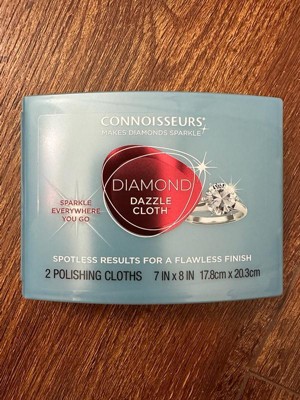 CONNOISSEURS
MAKES DIAMONDS SPARKLE
DIAMOND
DAZZLE
CLOTH
SPARKLE
EVERYWHERE
YOU GO
SPOTLESS RESULTS FOR A FLAWLESS FINISH
2 POLISHING CLOTHS 7 IN x 8 IN 17.8cm x 20.3cm